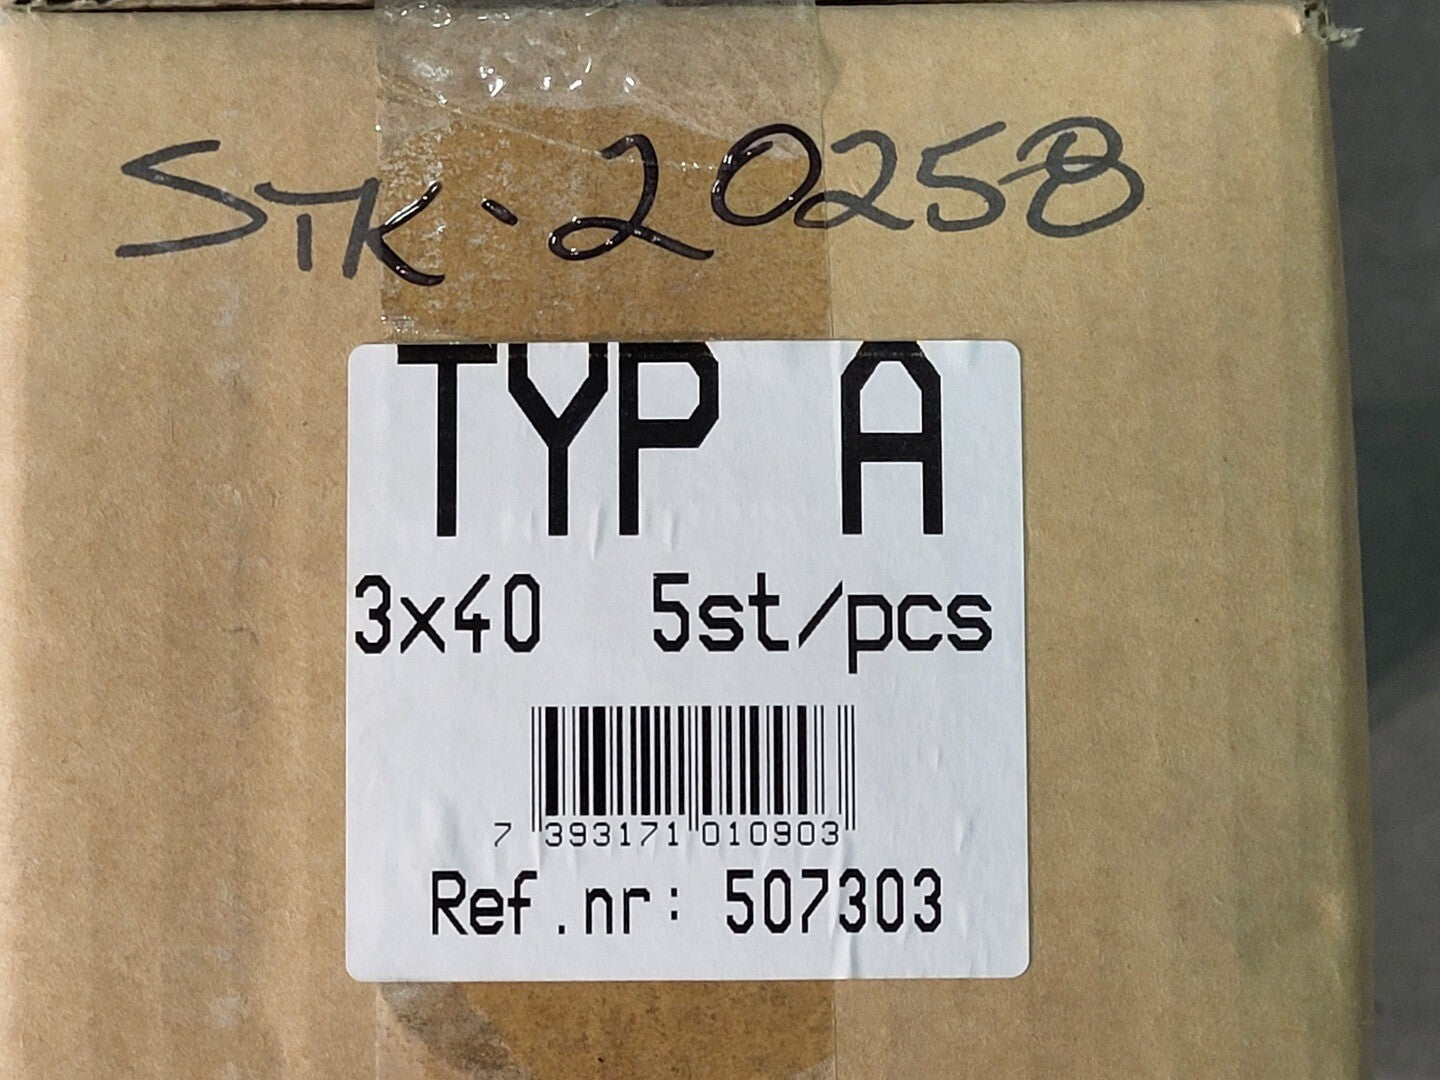 STK-20258
TYP A
3x40 5st/pcs
7 393171 010903
Ref.nr: 507303